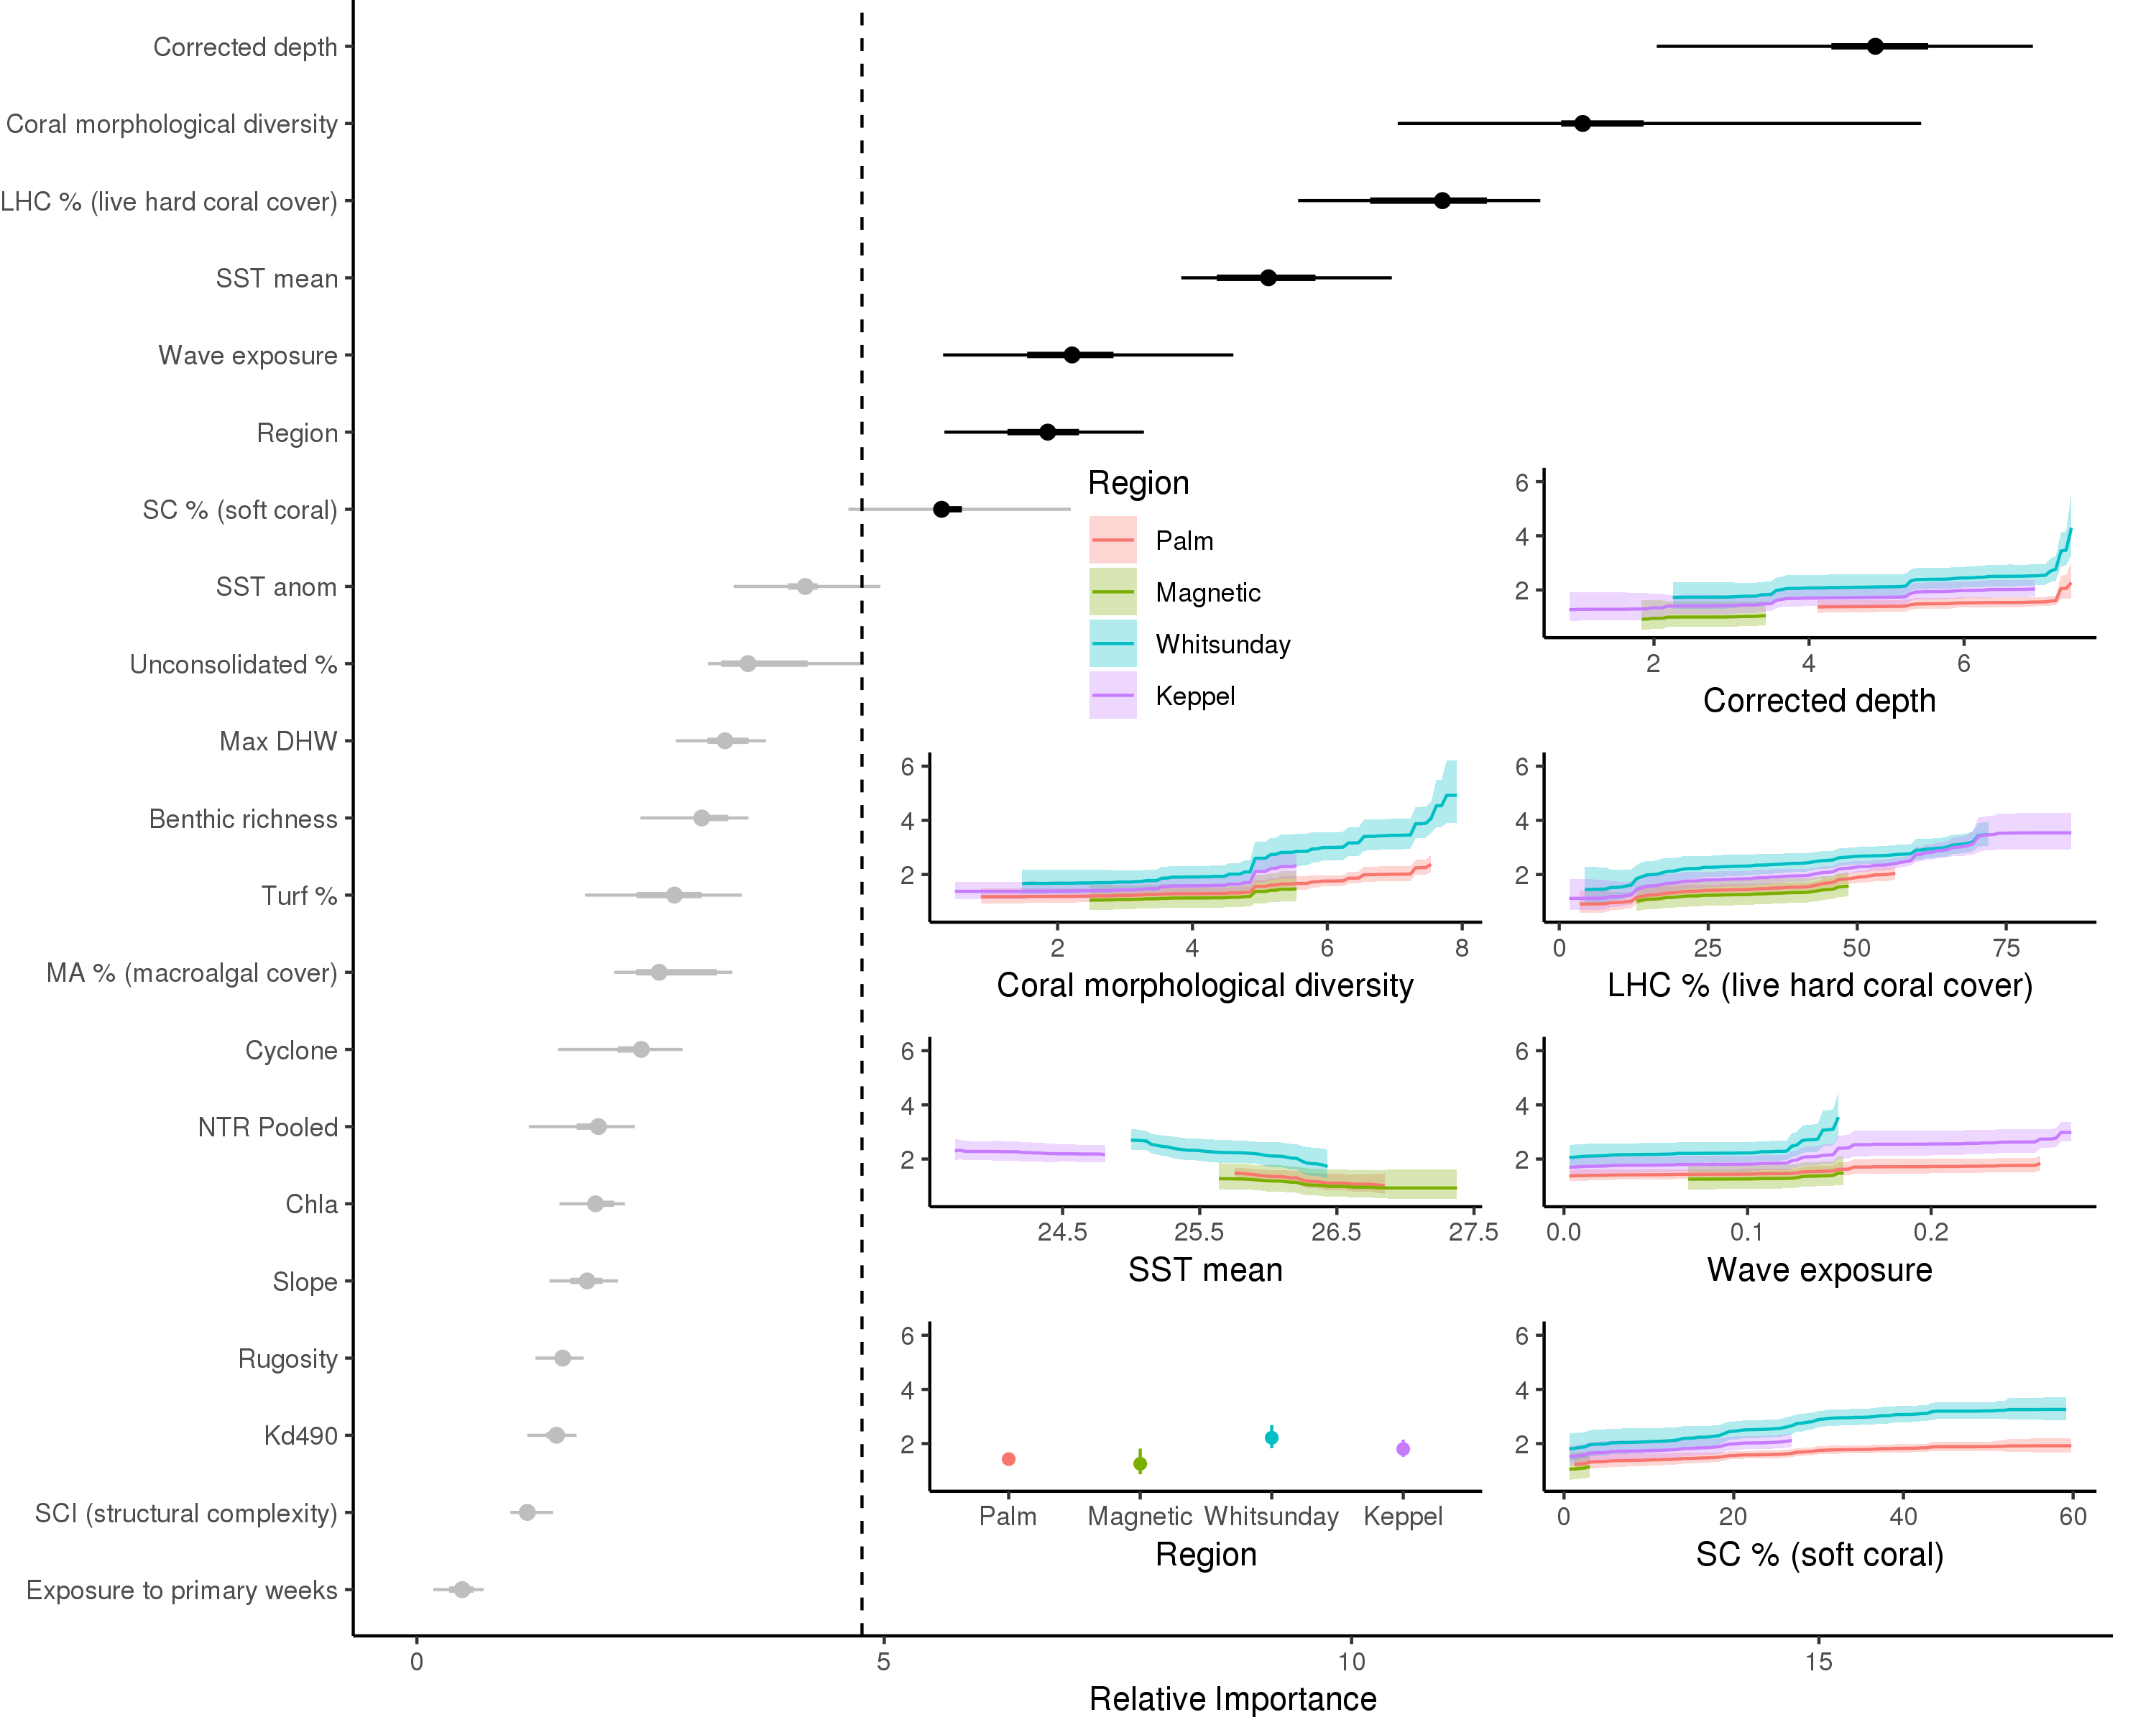 Corrected depth
Coral morphological diversity
LHC % (live hard coral cover)
SST mean
Wave exposure
Region
SC % (soft coral)
SST anom
Unconsolidated %
Max DHW
Benthic richness
Turf %
MA % (macroalgal cover)
Cyclone
NTR Pooled
Chla
Slope
Rugosity
Kd490
SCI (structural complexity)
Exposure to primary weeks
0 5 10 15
Relative Importance
Region
Palm
Magnetic
Whitsunday
Keppel
6
4
2
2 4 6
Corrected depth
6
4
2
2 4 6 8
Coral morphological diversity
6
4
2
0 25 50 75
LHC % (live hard coral cover)
6
4
2
24.5 25.5 26.5 27.5
SST mean
6
4
2
0.0 0.1 0.2
Wave exposure
6
4
2
Palm Magnetic Whitsunday Keppel
Region
6
4
2
0 20 40 60
SC % (soft coral)